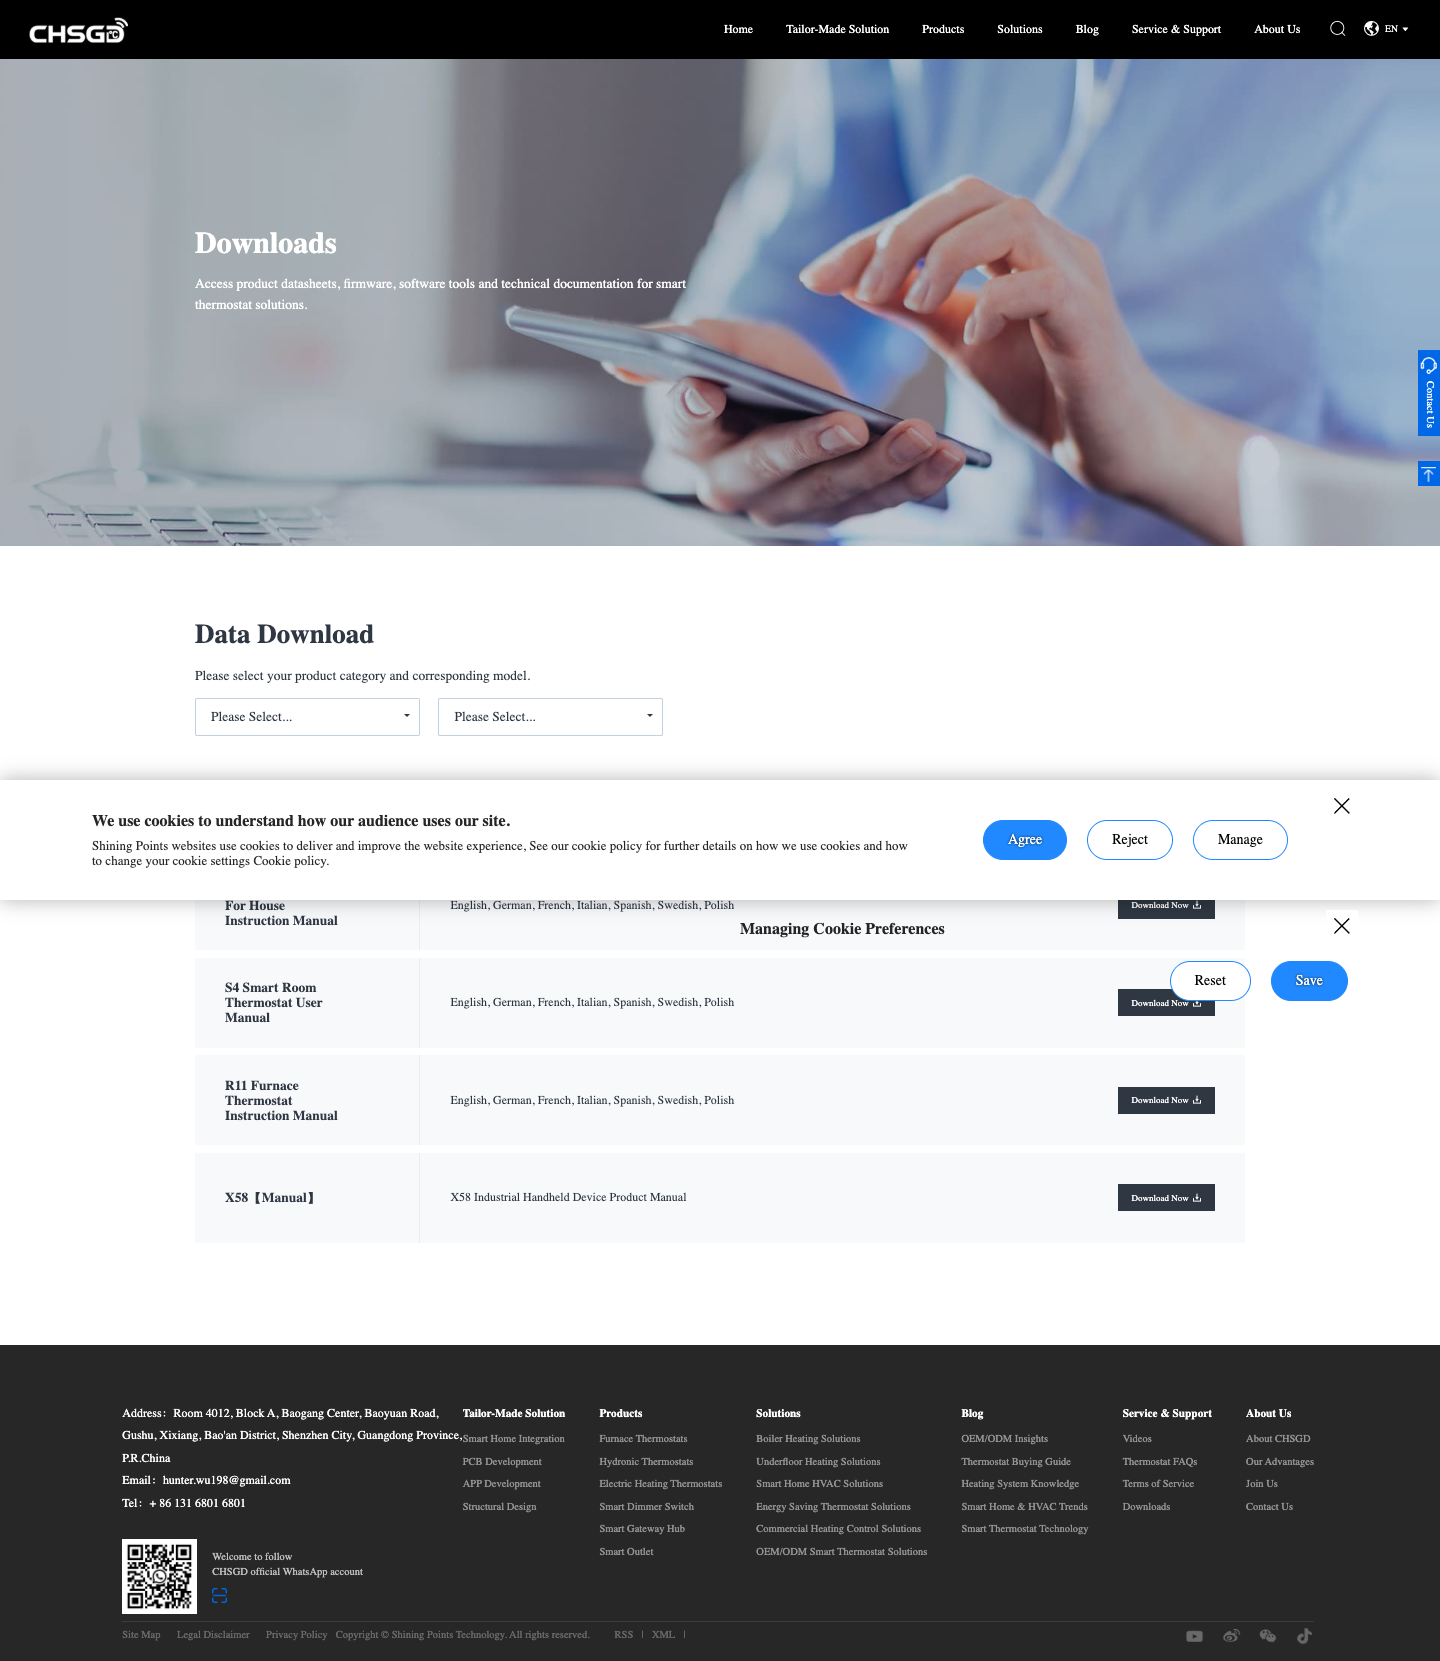 CHSGD
Home
Tailor-Made Solution
Products
Solutions
Blog
Service & Support
About Us
EN
Downloads
Access product datasheets, firmware, software tools and technical documentation for smart
thermostat solutions.
Contact Us
Data Download
Please select your product category and corresponding model.
Please Select...
Please Select...
We use cookies to understand how our audience uses our site.
Shining Points websites use cookies to deliver and improve the website experience, See our cookie policy for further details on how we use cookies and how
to change your cookie settings Cookie policy.
Agree
Reject
Manage
For House
Instruction Manual
English, German, French, Italian, Spanish, Swedish, Polish
Download Now
Managing Cookie Preferences
Reset
Save
S4 Smart Room
Thermostat User
Manual
English, German, French, Italian, Spanish, Swedish, Polish
Download Now
R11 Furnace
Thermostat
Instruction Manual
English, German, French, Italian, Spanish, Swedish, Polish
Download Now
X58【Manual】
X58 Industrial Handheld Device Product Manual
Download Now
Address： Room 4012, Block A, Baogang Center, Baoyuan Road,
Gushu, Xixiang, Bao'an District, Shenzhen City, Guangdong Province,
P.R.China
Email： hunter.wu198@gmail.com
Tel： + 86 131 6801 6801
Welcome to follow
CHSGD official WhatsApp account
Tailor-Made Solution
Smart Home Integration
PCB Development
APP Development
Structural Design
Products
Furnace Thermostats
Hydronic Thermostats
Electric Heating Thermostats
Smart Dimmer Switch
Smart Gateway Hub
Smart Outlet
Solutions
Boiler Heating Solutions
Underfloor Heating Solutions
Smart Home HVAC Solutions
Energy Saving Thermostat Solutions
Commercial Heating Control Solutions
OEM/ODM Smart Thermostat Solutions
Blog
OEM/ODM Insights
Thermostat Buying Guide
Heating System Knowledge
Smart Home & HVAC Trends
Smart Thermostat Technology
Service & Support
Videos
Thermostat FAQs
Terms of Service
Downloads
About Us
About CHSGD
Our Advantages
Join Us
Contact Us
Site Map
Legal Disclaimer
Privacy Policy
Copyright © Shining Points Technology. All rights reserved.
RSS |
XML |